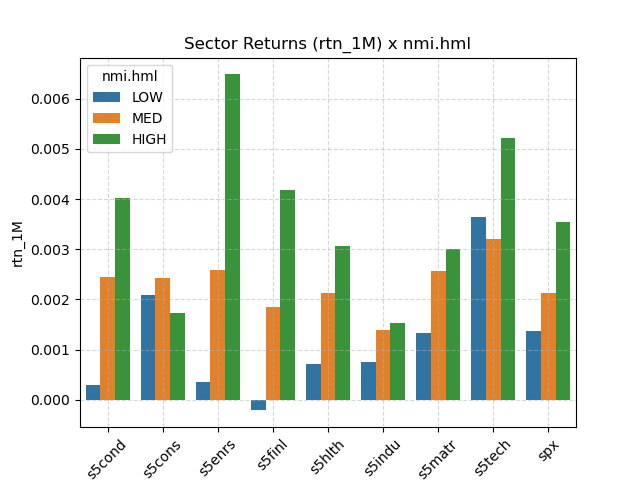 Sector Returns (rtn_1M) x nmi.hml
nmi.hml
LOW
MED
HIGH
rtn_1M
0.006
0.005
0.004
0.003
0.002
0.001
0.000
s5cond
s5cons
s5enrs
s5finl
s5hlth
s5indu
s5matr
s5tech
spx